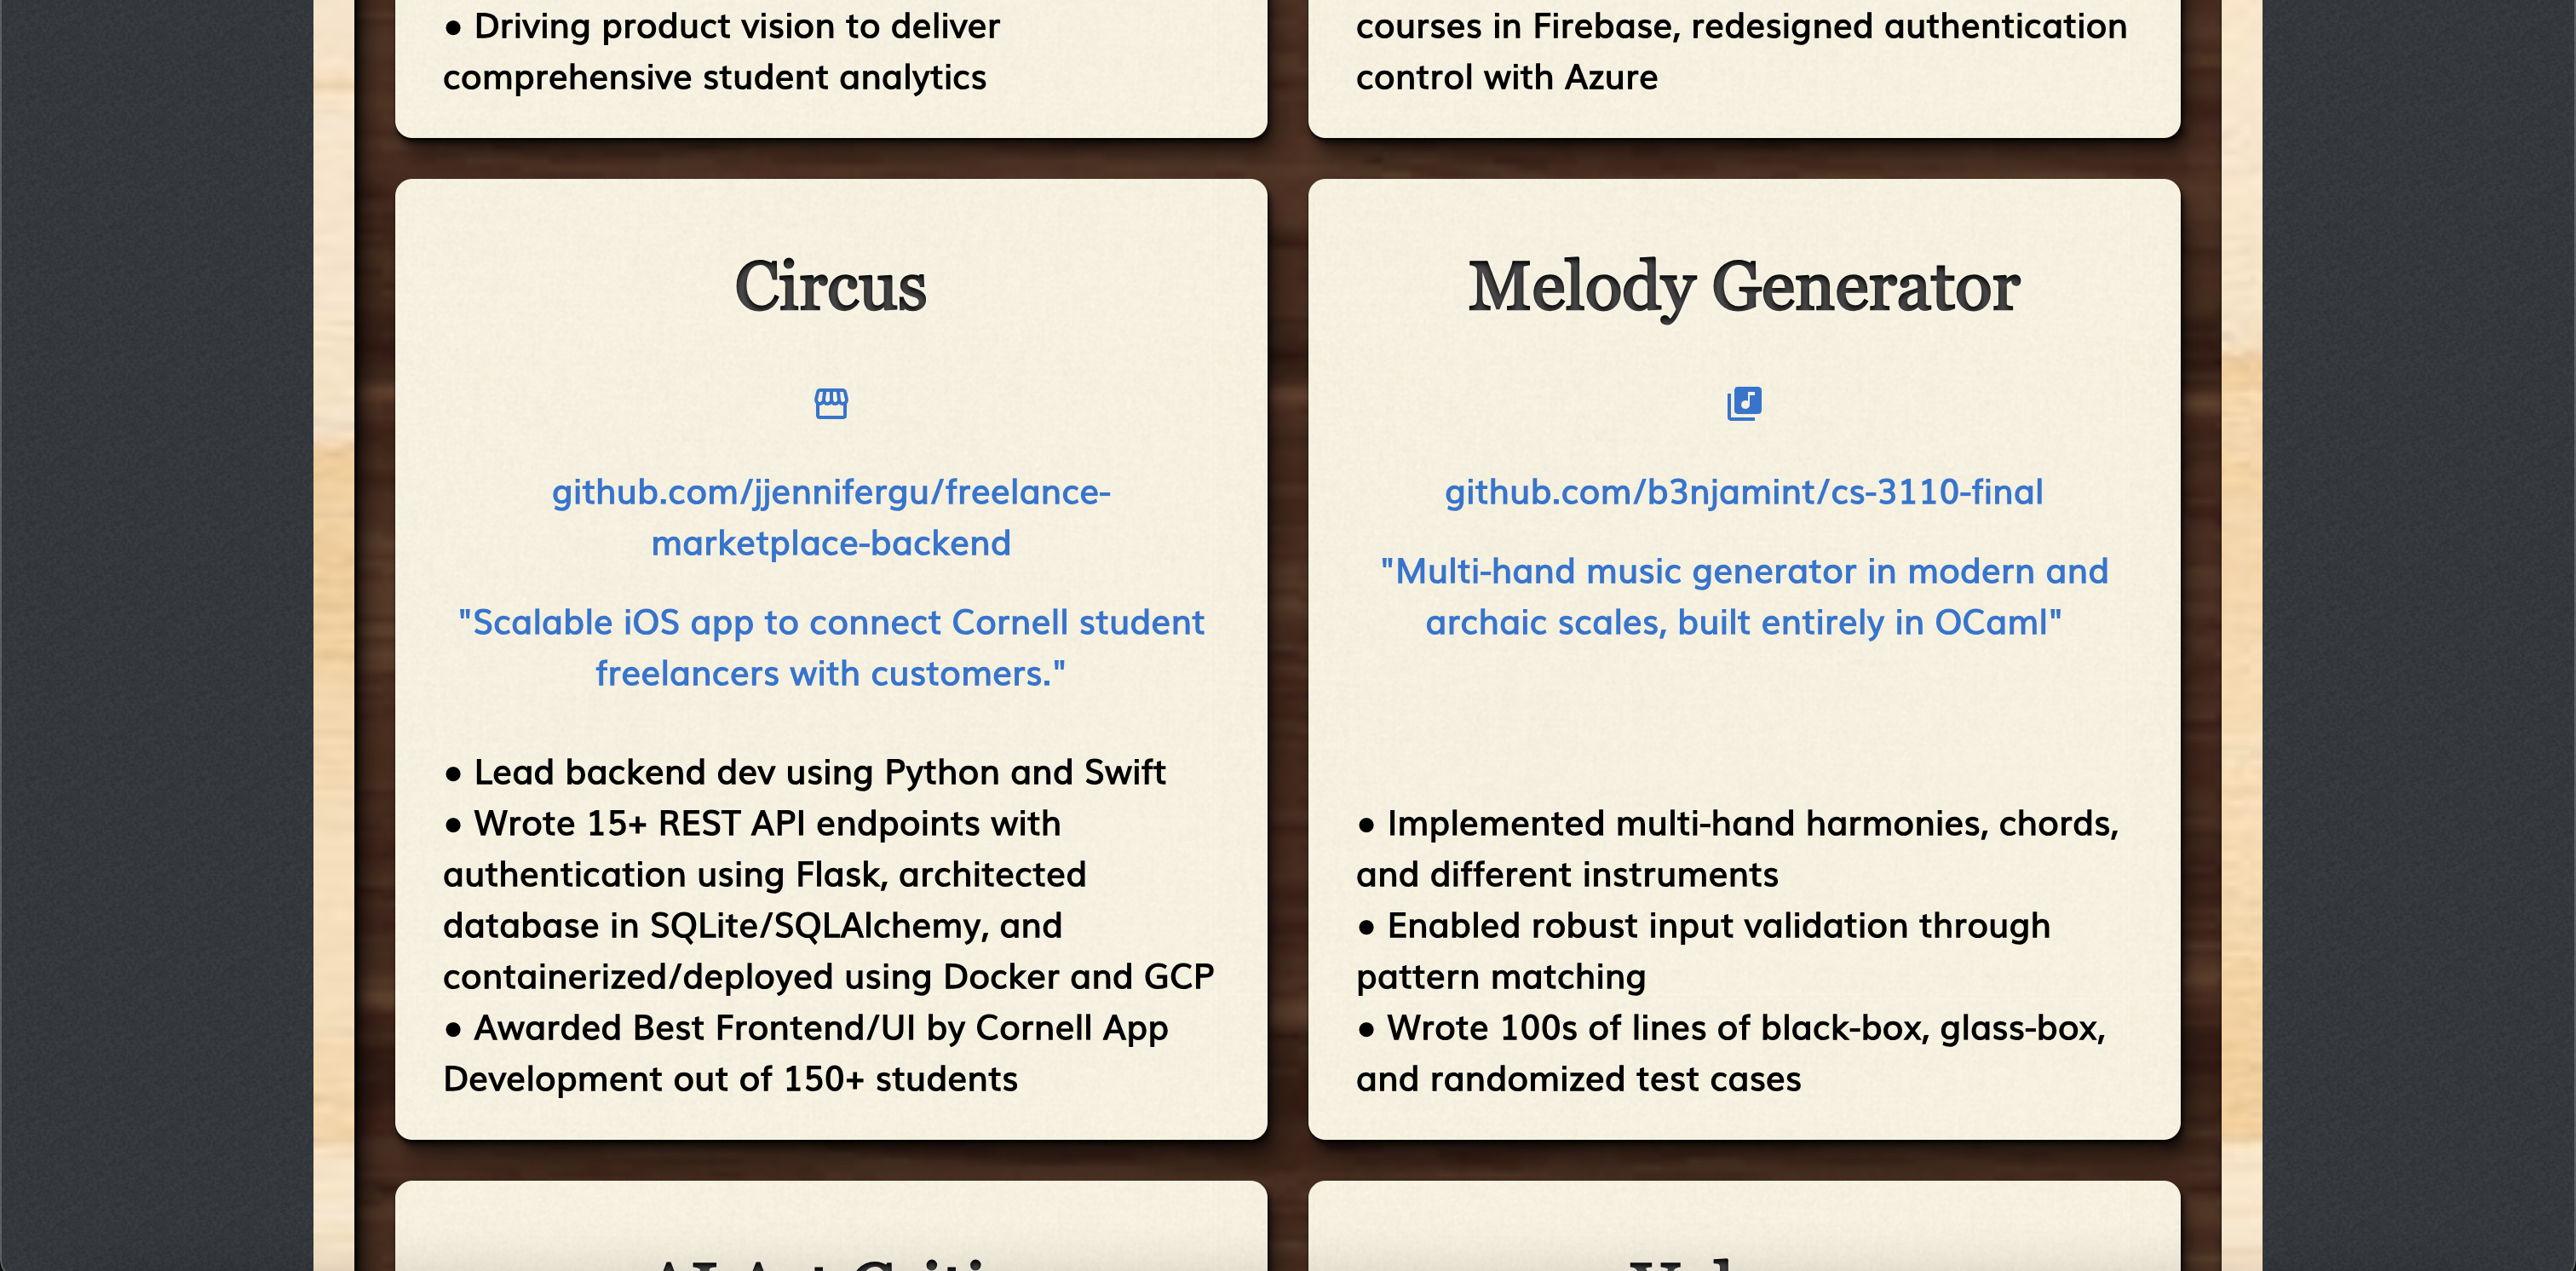 ● Driving product vision to deliver
comprehensive student analytics
courses in Firebase, redesigned authentication
control with Azure
Circus
github.com/jjennifergu/freelance-
marketplace-backend
"Scalable iOS app to connect Cornell student
freelancers with customers."
● Lead backend dev using Python and Swift
● Wrote 15+ REST API endpoints with
authentication using Flask, architected
database in SQLite/SQLAlchemy, and
containerized/deployed using Docker and GCP
● Awarded Best Frontend/UI by Cornell App
Development out of 150+ students
Melody Generator
github.com/b3njamint/cs-3110-final
"Multi-hand music generator in modern and
archaic scales, built entirely in OCaml"
● Implemented multi-hand harmonies, chords,
and different instruments
● Enabled robust input validation through
pattern matching
● Wrote 100s of lines of black-box, glass-box,
and randomized test cases
AI Art Critic